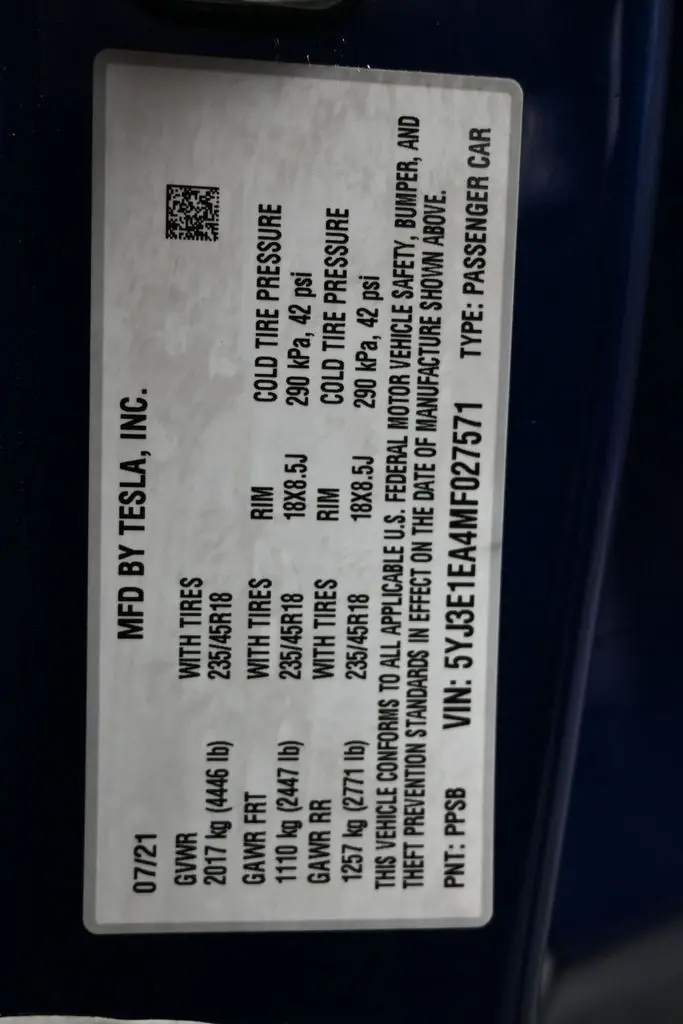 07/21 MFD BY TESLA, INC.
GVWR WITH TIRES
2017 kg (4446 lb) 235/45R18
GAWR FRT WITH TIRES RIM COLD TIRE PRESSURE
1110 kg (2447 lb) 235/45R18 18X8.5J 290 kPa, 42 psi
GAWR RR WITH TIRES RIM COLD TIRE PRESSURE
1257 kg (2771 lb) 235/45R18 18X8.5J 290 kPa, 42 psi
THIS VEHICLE CONFORMS TO ALL APPLICABLE U.S. FEDERAL MOTOR VEHICLE SAFETY, BUMPER, AND
THEFT PREVENTION STANDARDS IN EFFECT ON THE DATE OF MANUFACTURE SHOWN ABOVE.
PNT: PPSB VIN: 5YJ3E1EA4MF027571 TYPE: PASSENGER CAR